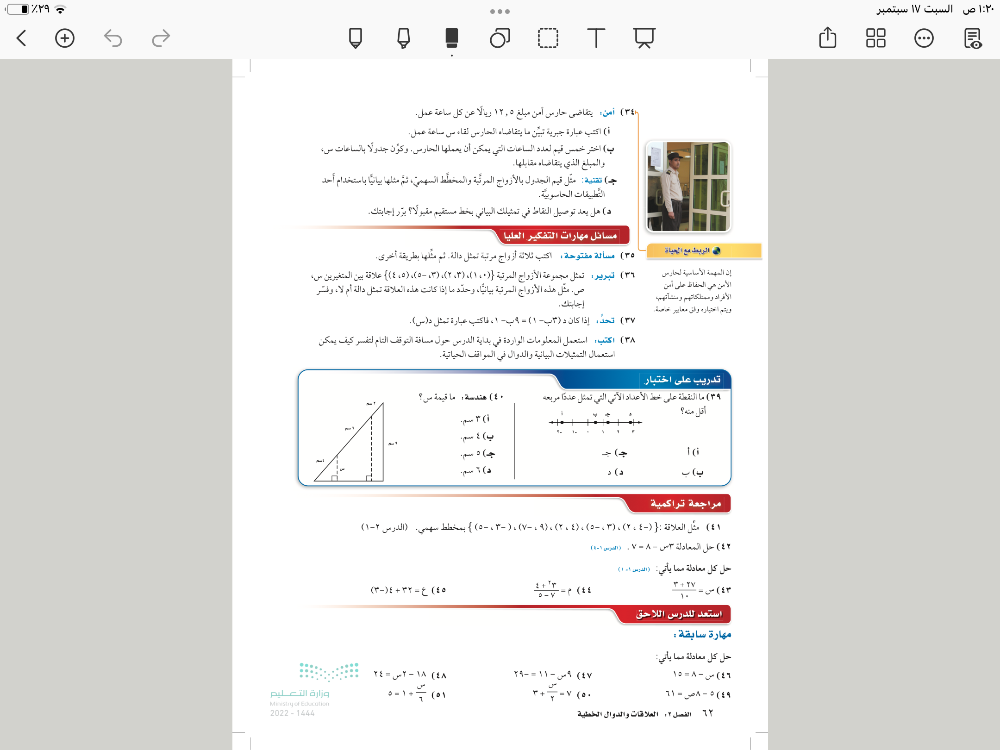 ١:٢٠ ص السبت ١٧ سبتمبر
٪٢٩
٣٤) أمن: يتقاضى حارس أمن مبلغ ١٢,٥ ريالًا عن كل ساعة عمل.
أ) اكتب عبارة جبرية تبيِّن ما يتقاضاه الحارس لقاء س ساعة عمل.
ب) اختر خمس قيم لعدد الساعات التي يمكن أن يعملها الحارس. وكوِّن جدولًا بالساعات س،
والمبلغ الذي يتقاضاه مقابلها.
جـ) تقنية: مثّل قيم الجدول بالأزواج المرتَّبة والمخطَّط السهميّ، ثمَّ مثلها بيانيًّا باستخدام أَحد
التَّطبيقات الحاسوبيَّة.
د) هل يعد توصيل النقاط في تمثيلك البياني بخط مستقيم مقبولًا؟ برّر إجابتك.
الربط مع الحياة
إن المهمة الأساسية لحارس
الأمن هي الحفاظ على أمن
الأفراد وممتلكاتهم ومنشآتهم،
ويتم اختياره وفق معايير خاصة.
مسائل مهارات التفكير العليا
٣٥) مسألة مفتوحة: اكتب ثلاثة أزواج مرتبة تمثل دالة. ثم مثِّلها بطريقة أخرى.
٣٦) تبرير: تمثل مجموعة الأزواج المرتبة {(٠، ١)، (٣، ٢)، (٣، −٥)، (٥، ٤)} علاقة بين المتغيرين س،
ص. مثّل هذه الأزواج المرتبة بيانيًّا، وحدّد ما إذا كانت هذه العلاقة تمثل دالة أم لا، وفسّر
إجابتك.
٣٧) تحدٍّ: إذا كان د (٣ب− ١) = ٩ب− ١، فاكتب عبارة تمثل د(س).
٣٨) اكتب: استعمل المعلومات الواردة في بداية الدرس حول مسافة التوقف التام لتفسر كيف يمكن
استعمال التمثيلات البيانية والدوال في المواقف الحياتية.
تدريب على اختبار
٣٩) ما النقطة على خط الأعداد الآتي التي تمثل عددًا مربعه
أقل منه؟
أ ب جـ د
-٢ -١ ٠ ١ ٢ ٣
أ) أ
جـ) جـ
ب) ب
د) د
٤٠) هندسة: ما قيمة س؟
أ) ٣ سم.
ب) ٤ سم.
جـ) ٥ سم.
د) ٦ سم.
٢ سم
٦ سم
٩ سم
٤ سم
س
مراجعة تراكمية
٤١) مثِّل العلاقة: {(−٤ ، ٢)، (٣ ، −٥)، (٤ ، ٢)، (٩ ، −٧)، (−٣ ، −٥)} بمخطط سهمي. (الدرس ٢−١)
٤٢) حل المعادلة ٣س − ٨ = ٧ . (الدرس ١-٤)
حل كل معادلة مما يأتي: (الدرس ١- ١)
٤٣) س = (٢٧ + ٣)/١٠
٤٤) م = (٣² + ٤)/(٧ − ٥)
٤٥) ع = ٣٢ + ٤(−٣)
استعد للدرس اللاحق
مهارة سابقة:
حل كل معادلة مما يأتي:
٤٦) س − ٨ = ١٥
٤٧) ٩س − ١١ = −٢٩
٤٨) ١٨ − ٢س = ٢٤
٤٩) ٥ − ٨ص = ٦١
٥٠) ٧ = س/٢ + ٣
٥١) س/٦ + ١ = ٥
وزارة التعـــليم
Ministry of Education
2022 - 1444
٦٢ الفصل ٢: العلاقات والدوال الخطية